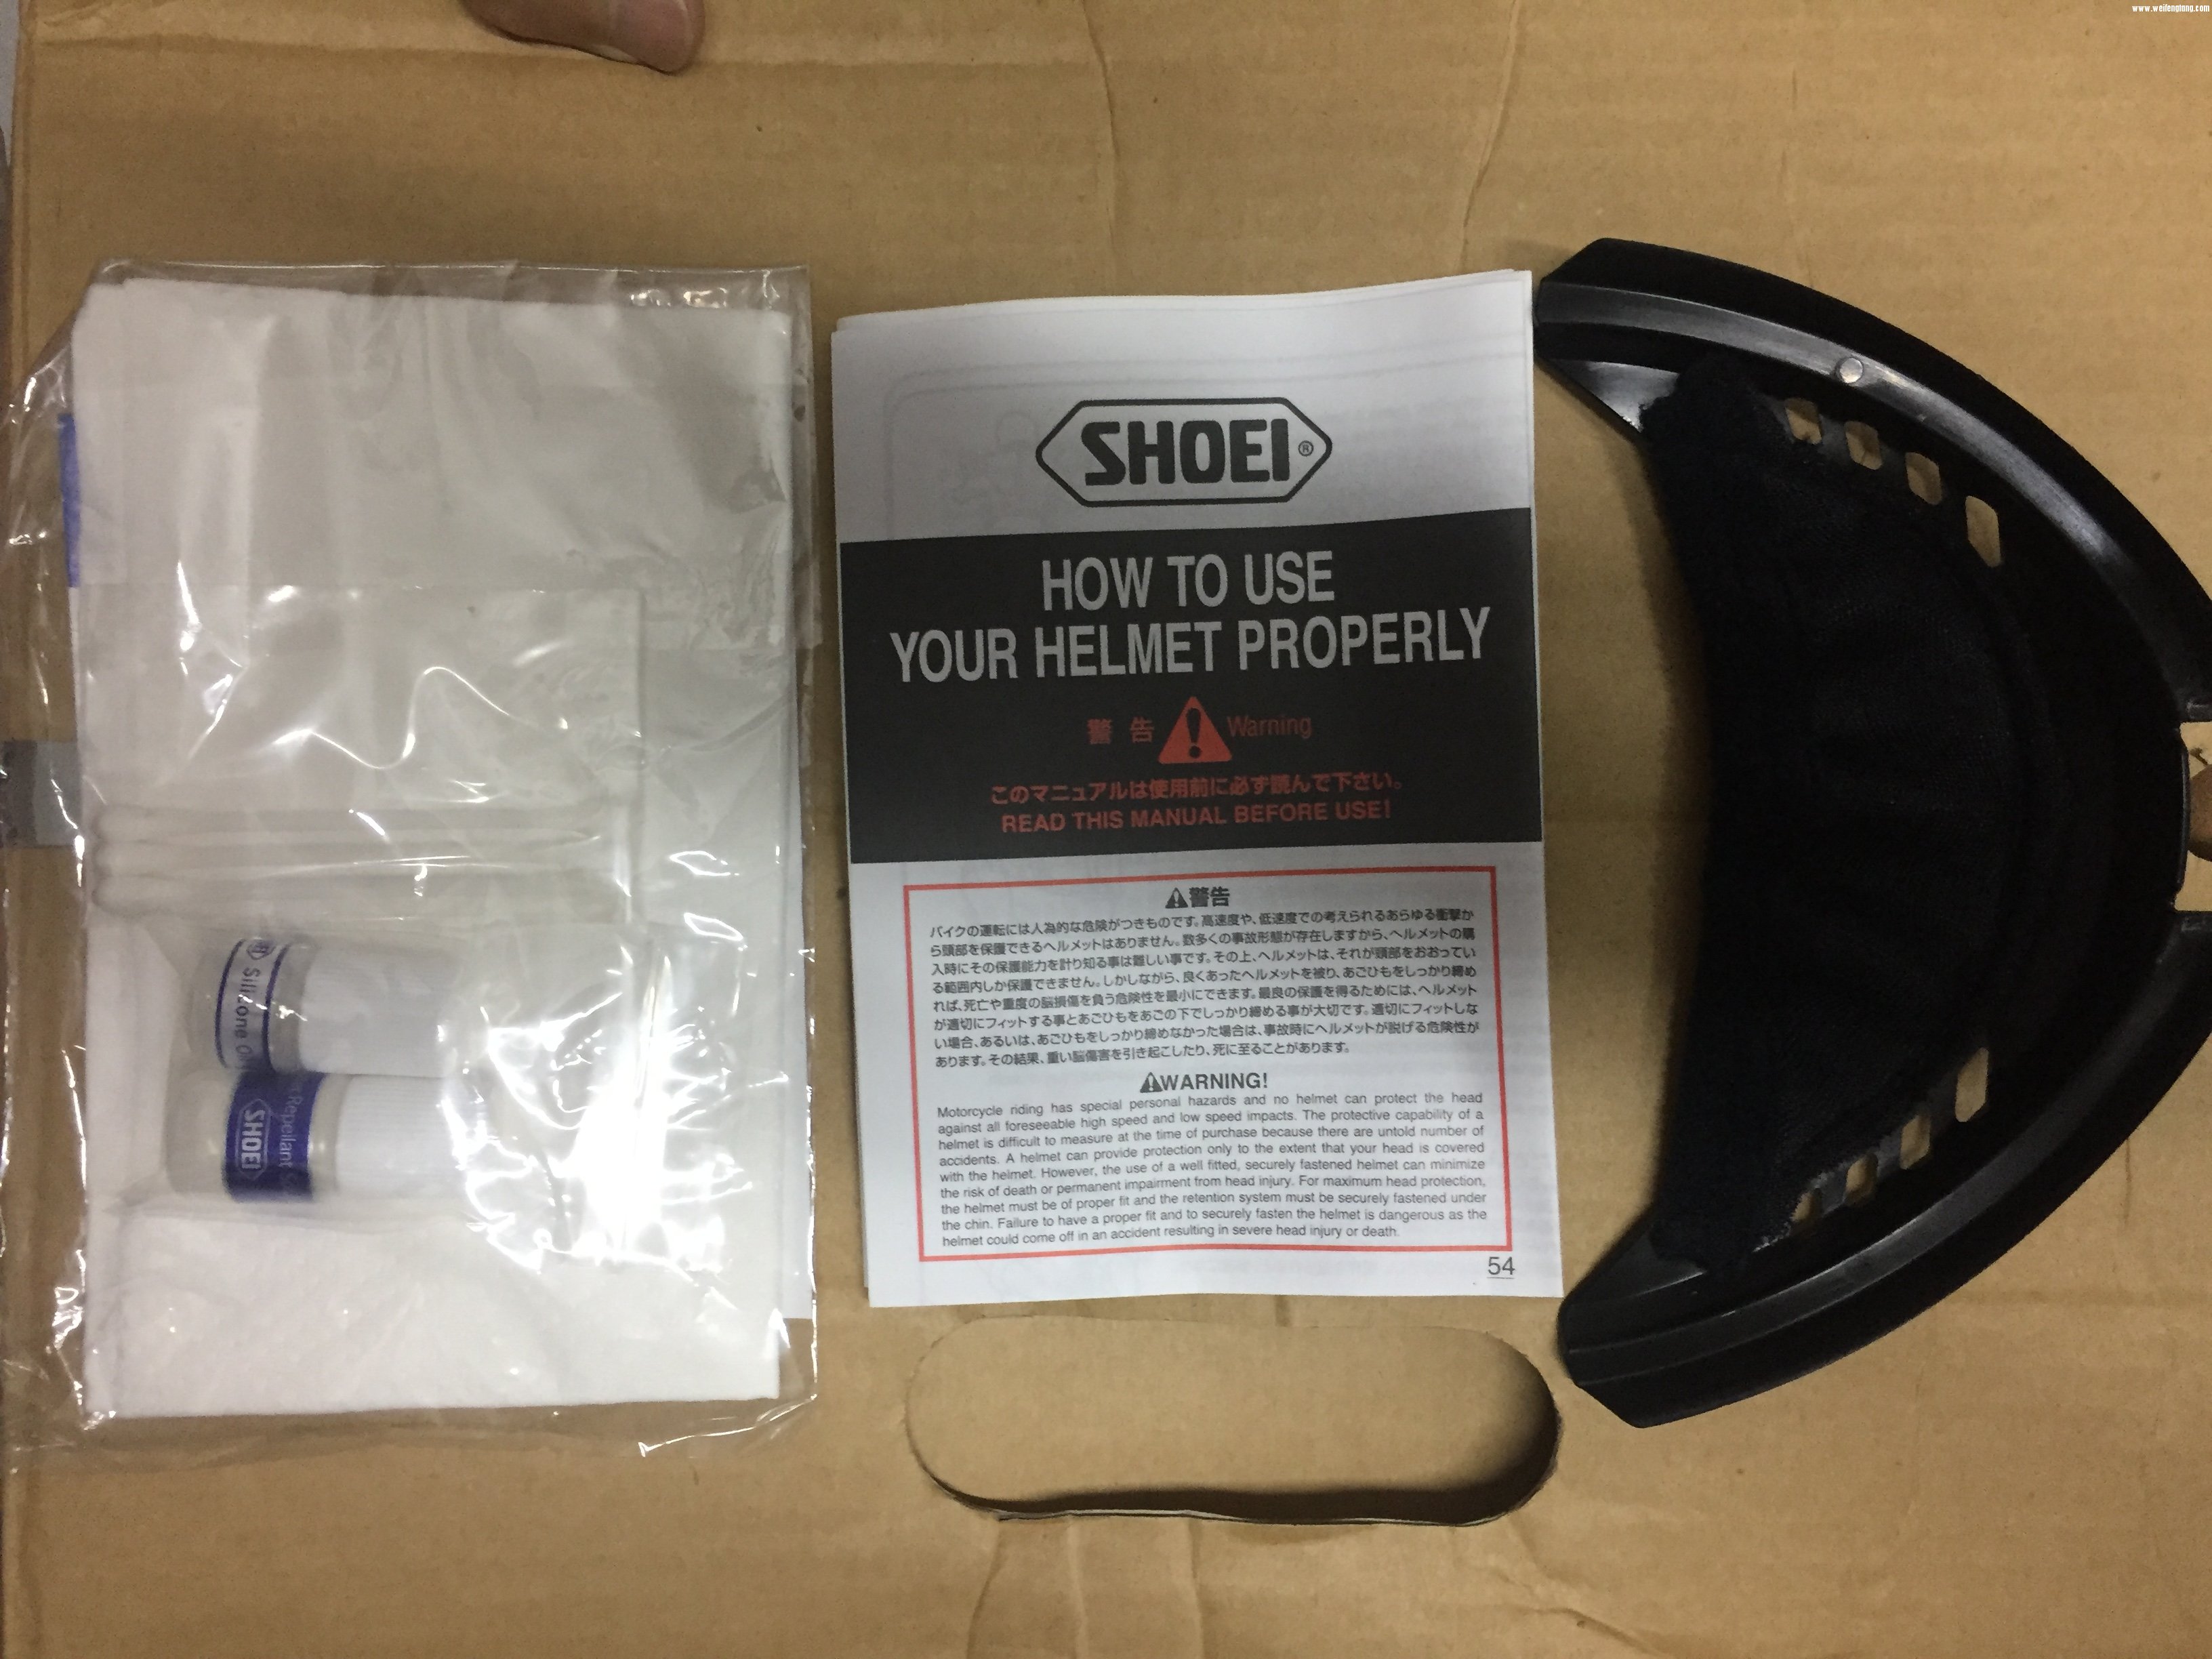 www.weifengtang.com
SHOEI®
HOW TO USE
YOUR HELMET PROPERLY
警告 Warning
このマニュアルは使用前に必ず読んで下さい。
READ THIS MANUAL BEFORE USE!
警告
バイクの運転には人為的な危険がつきものです。高速度や、低速度での考えられるあらゆる衝撃か
ら頭部を保護できるヘルメットはありません。数多くの事故形態が存在しますから、ヘルメットの購
入時にその保護能力を計り知る事は難しい事です。その上、ヘルメットは、それが頭部をおおってい
る範囲内しか保護できません。しかしながら、良くあったヘルメットを被り、あごひもをしっかり締め
れば、死亡や重度の脳損傷を負う危険性を最小にできます。最良の保護を得るためには、ヘルメット
が適切にフィットする事とあごひもをあごの下でしっかり締める事が大切です。適切にフィットしな
い場合、あるいは、あごひもをしっかり締めなかった場合は、事故時にヘルメットが脱げる危険性が
あります。その結果、重い脳傷害を引き起こしたり、死に至ることがあります。
WARNING!
Motorcycle riding has special personal hazards and no helmet can protect the head
against all foreseeable high speed and low speed impacts. The protective capability of a
helmet is difficult to measure at the time of purchase because there are untold number of
accidents. A helmet can provide protection only to the extent that your head is covered
with the helmet. However, the use of a well fitted, securely fastened helmet can minimize
the risk of death or permanent impairment from head injury. For maximum head protection,
the helmet must be of proper fit and the retention system must be securely fastened under
the chin. Failure to have a proper fit and to securely fasten the helmet is dangerous as the
helmet could come off in an accident resulting in severe head injury or death.
54
Silizone
Repellant
SHOEI